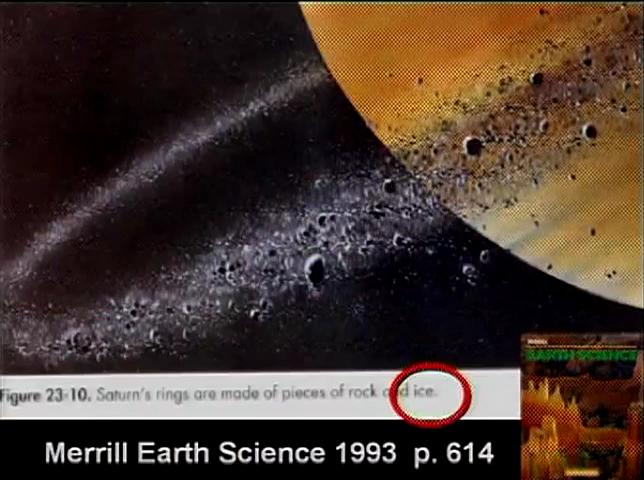 Figure 23-10. Saturn's rings are made of pieces of rock and ice.
EARTH SCIENCE
Merrill Earth Science 1993 p. 614